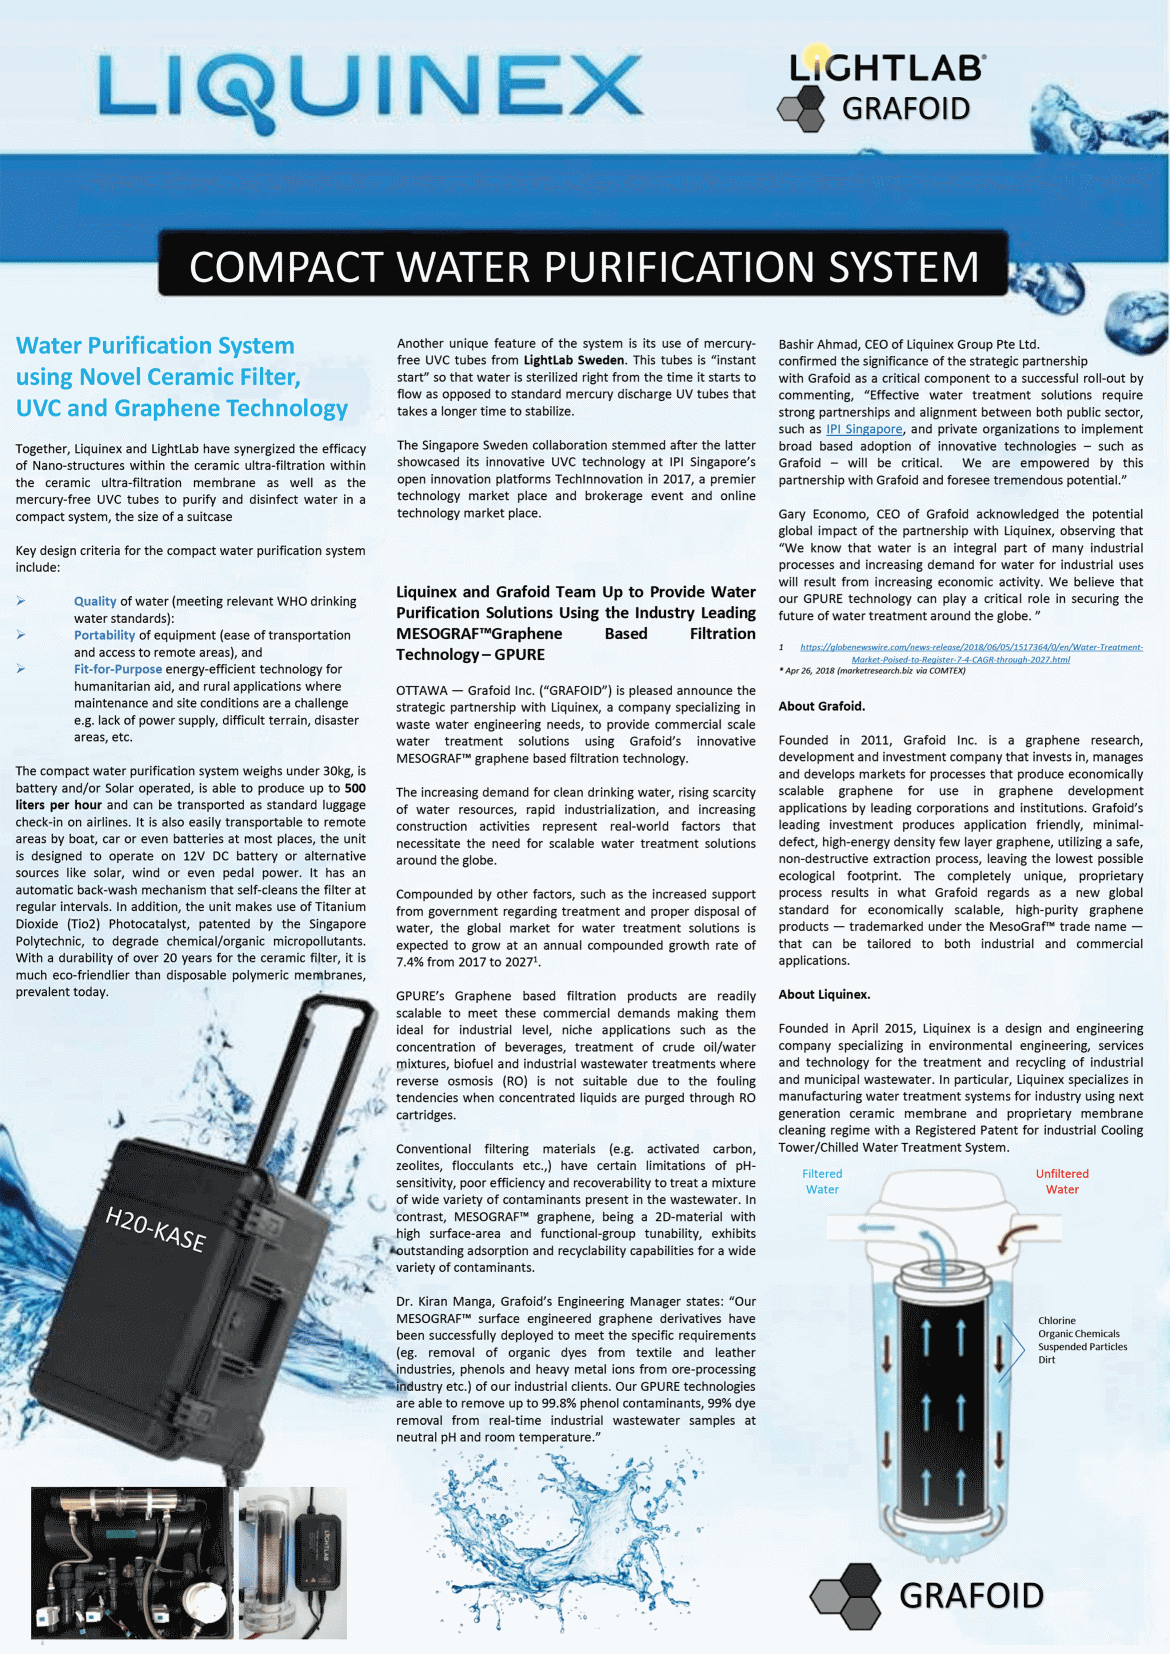 LIQUINEX
LIGHTLAB®
GRAFOID
COMPACT WATER PURIFICATION SYSTEM
Water Purification System
using Novel Ceramic Filter,
UVC and Graphene Technology
Together, Liquinex and LightLab have synergized the efficacy
of Nano-structures within the ceramic ultra-filtration within
the ceramic ultra-filtration membrane as well as the
mercury-free UVC tubes to purify and disinfect water in a
compact system, the size of a suitcase
Key design criteria for the compact water purification system
include:
➢ Quality of water (meeting relevant WHO drinking
water standards):
➢ Portability of equipment (ease of transportation
and access to remote areas), and
➢ Fit-for-Purpose energy-efficient technology for
humanitarian aid, and rural applications where
maintenance and site conditions are a challenge
e.g. lack of power supply, difficult terrain, disaster
areas, etc.
The compact water purification system weighs under 30kg, is
battery and/or Solar operated, is able to produce up to 500
liters per hour and can be transported as standard luggage
check-in on airlines. It is also easily transportable to remote
areas by boat, car or even batteries at most places, the unit
is designed to operate on 12V DC battery or alternative
sources like solar, wind or even pedal power. It has an
automatic back-wash mechanism that self-cleans the filter at
regular intervals. In addition, the unit makes use of Titanium
Dioxide (Tio2) Photocatalyst, patented by the Singapore
Polytechnic, to degrade chemical/organic micropollutants.
With a durability of over 20 years for the ceramic filter, it is
much eco-friendlier than disposable polymeric membranes,
prevalent today.
H20-KASE
LIGHTLAB
Another unique feature of the system is its use of mercury-
free UVC tubes from LightLab Sweden. This tubes is “instant
start” so that water is sterilized right from the time it starts to
flow as opposed to standard mercury discharge UV tubes that
takes a longer time to stabilize.
The Singapore Sweden collaboration stemmed after the latter
showcased its innovative UVC technology at IPI Singapore’s
open innovation platforms TechInnovation in 2017, a premier
technology market place and brokerage event and online
technology market place.
Liquinex and Grafoid Team Up to Provide Water
Purification Solutions Using the Industry Leading
MESOGRAF™Graphene Based Filtration
Technology – GPURE
OTTAWA — Grafoid Inc. (“GRAFOID”) is pleased announce the
strategic partnership with Liquinex, a company specializing in
waste water engineering needs, to provide commercial scale
water treatment solutions using Grafoid’s innovative
MESOGRAF™ graphene based filtration technology.
The increasing demand for clean drinking water, rising scarcity
of water resources, rapid industrialization, and increasing
construction activities represent real-world factors that
necessitate the need for scalable water treatment solutions
around the globe.
Compounded by other factors, such as the increased support
from government regarding treatment and proper disposal of
water, the global market for water treatment solutions is
expected to grow at an annual compounded growth rate of
7.4% from 2017 to 2027¹.
GPURE’s Graphene based filtration products are readily
scalable to meet these commercial demands making them
ideal for industrial level, niche applications such as the
concentration of beverages, treatment of crude oil/water
mixtures, biofuel and industrial wastewater treatments where
reverse osmosis (RO) is not suitable due to the fouling
tendencies when concentrated liquids are purged through RO
cartridges.
Conventional filtering materials (e.g. activated carbon,
zeolites, flocculants etc.,) have certain limitations of pH-
sensitivity, poor efficiency and recoverability to treat a mixture
of wide variety of contaminants present in the wastewater. In
contrast, MESOGRAF™ graphene, being a 2D-material with
high surface-area and functional-group tunability, exhibits
outstanding adsorption and recyclability capabilities for a wide
variety of contaminants.
Dr. Kiran Manga, Grafoid’s Engineering Manager states: “Our
MESOGRAF™ surface engineered graphene derivatives have
been successfully deployed to meet the specific requirements
(eg. removal of organic dyes from textile and leather
industries, phenols and heavy metal ions from ore-processing
industry etc.) of our industrial clients. Our GPURE technologies
are able to remove up to 99.8% phenol contaminants, 99% dye
removal from real-time industrial wastewater samples at
neutral pH and room temperature.”
Bashir Ahmad, CEO of Liquinex Group Pte Ltd.
confirmed the significance of the strategic partnership
with Grafoid as a critical component to a successful roll-out by
commenting, “Effective water treatment solutions require
strong partnerships and alignment between both public sector,
such as IPI Singapore, and private organizations to implement
broad based adoption of innovative technologies – such as
Grafoid – will be critical. We are empowered by this
partnership with Grafoid and foresee tremendous potential.”
Gary Economo, CEO of Grafoid acknowledged the potential
global impact of the partnership with Liquinex, observing that
“We know that water is an integral part of many industrial
processes and increasing demand for water for industrial uses
will result from increasing economic activity. We believe that
our GPURE technology can play a critical role in securing the
future of water treatment around the globe. ”
1 https://globenewswire.com/news-release/2018/06/05/1517364/0/en/Water-Treatment-
Market-Poised-to-Register-7-4-CAGR-through-2027.html
* Apr 26, 2018 (marketresearch.biz via COMTEX)
About Grafoid.
Founded in 2011, Grafoid Inc. is a graphene research,
development and investment company that invests in, manages
and develops markets for processes that produce economically
scalable graphene for use in graphene development
applications by leading corporations and institutions. Grafoid’s
leading investment produces application friendly, minimal-
defect, high-energy density few layer graphene, utilizing a safe,
non-destructive extraction process, leaving the lowest possible
ecological footprint. The completely unique, proprietary
process results in what Grafoid regards as a new global
standard for economically scalable, high-purity graphene
products — trademarked under the MesoGraf™ trade name —
that can be tailored to both industrial and commercial
applications.
About Liquinex.
Founded in April 2015, Liquinex is a design and engineering
company specializing in environmental engineering, services
and technology for the treatment and recycling of industrial
and municipal wastewater. In particular, Liquinex specializes in
manufacturing water treatment systems for industry using next
generation ceramic membrane and proprietary membrane
cleaning regime with a Registered Patent for industrial Cooling
Tower/Chilled Water Treatment System.
Filtered
Water
Unfiltered
Water
Chlorine
Organic Chemicals
Suspended Particles
Dirt
GRAFOID